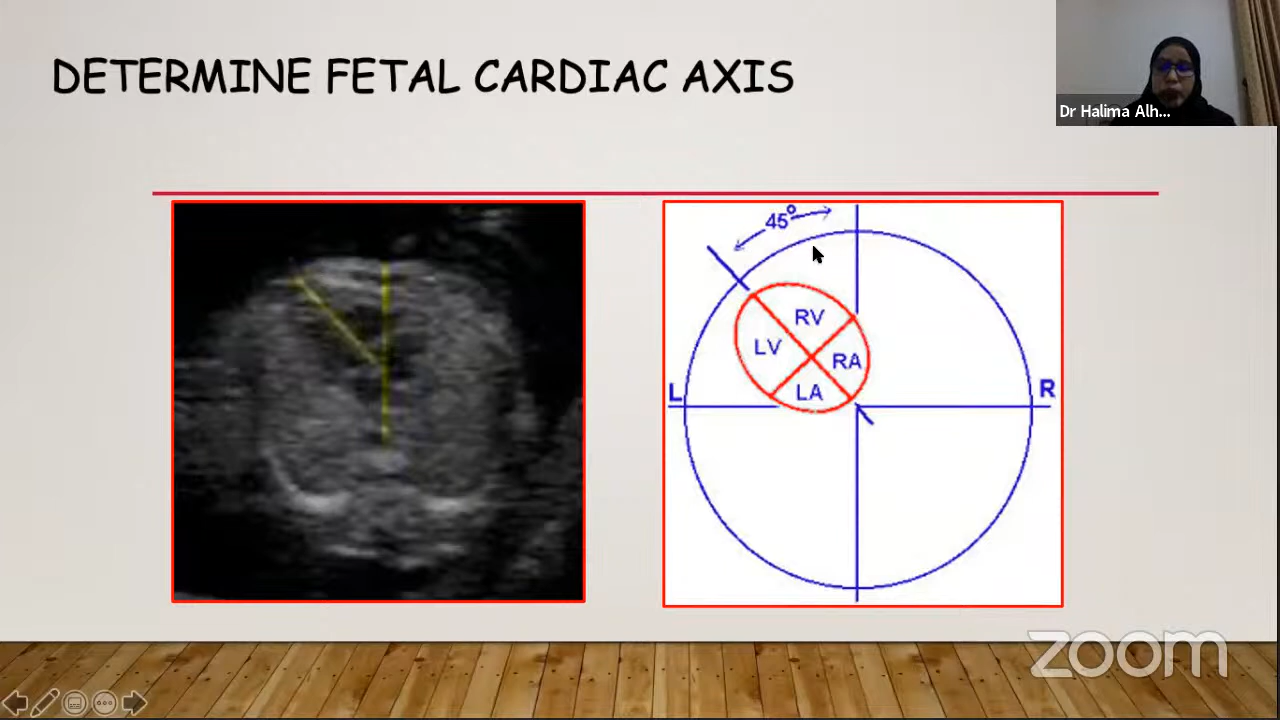 DETERMINE FETAL CARDIAC AXIS
Dr Halima Alh...
45°
RV
LV
RA
LA
L
R
zoom